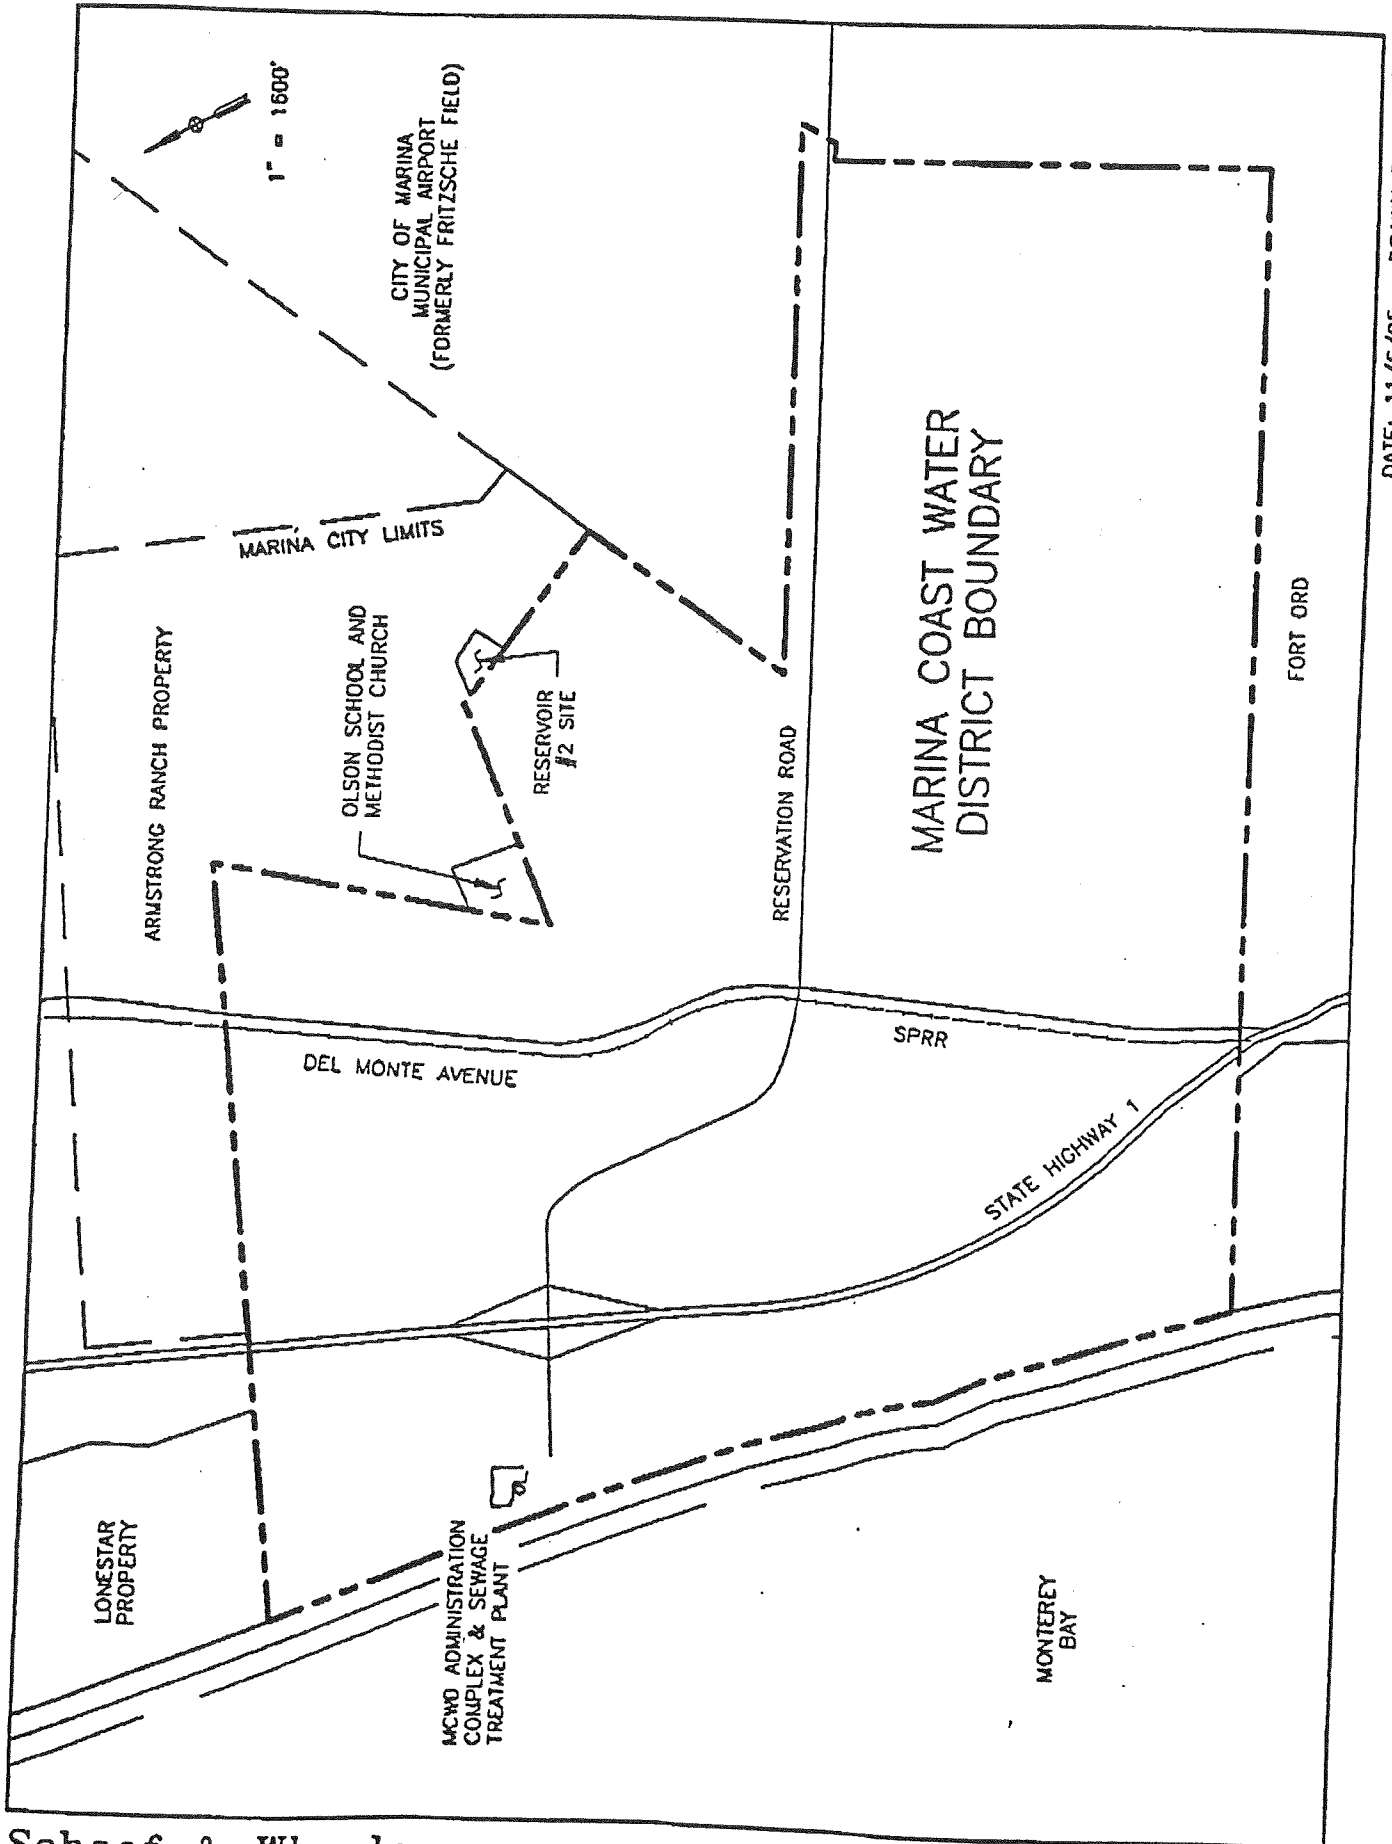 1" = 1600'
CITY OF MARINA
MUNICIPAL AIRPORT
(FORMERLY FRITZSCHE FIELD)
MARINA CITY LIMITS
ARMSTRONG RANCH PROPERTY
OLSON SCHOOL AND
METHODIST CHURCH
RESERVOIR
#2 SITE
RESERVATION ROAD
MARINA COAST WATER
DISTRICT BOUNDARY
FORT ORD
DEL MONTE AVENUE
SPRR
STATE HIGHWAY 1
LONESTAR
PROPERTY
MCWD ADMINISTRATION
COMPLEX & SEWAGE
TREATMENT PLANT
MONTEREY
BAY
DATE:
Schaaf &